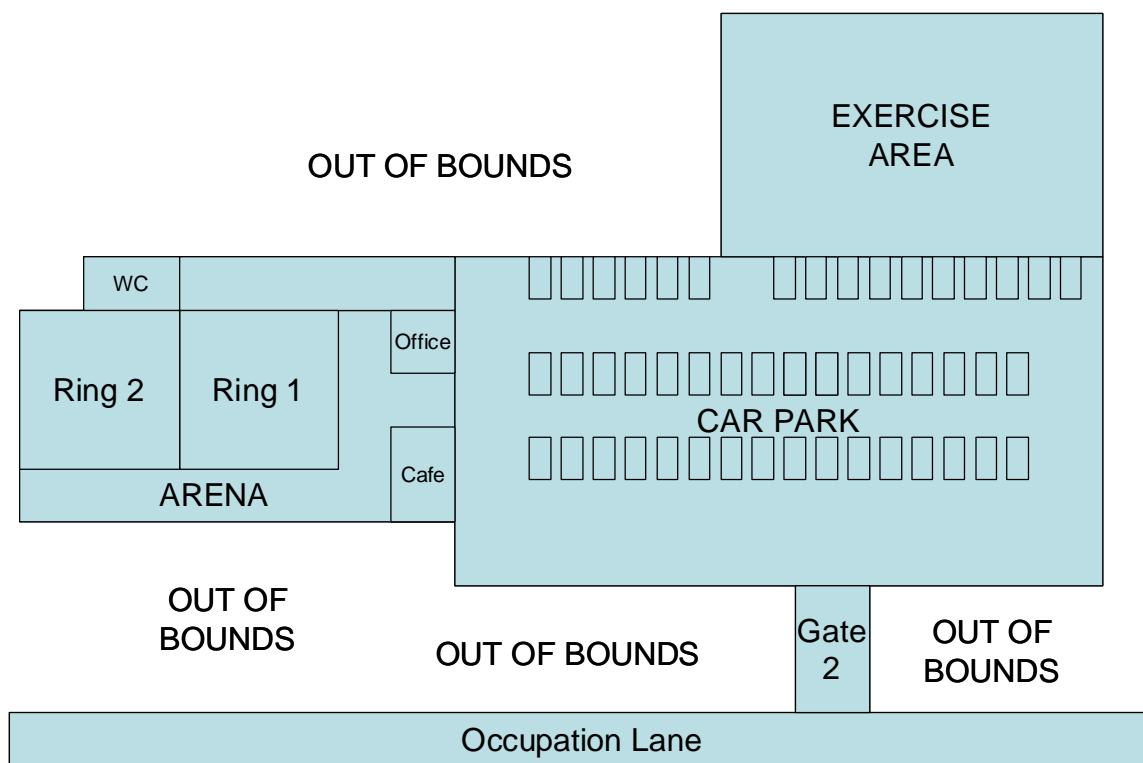 EXERCISE
AREA
OUT OF BOUNDS
WC
Office
Ring 2
Ring 1
CAR PARK
Cafe
ARENA
OUT OF
BOUNDS
OUT OF BOUNDS
Gate
2
OUT OF
BOUNDS
Occupation Lane